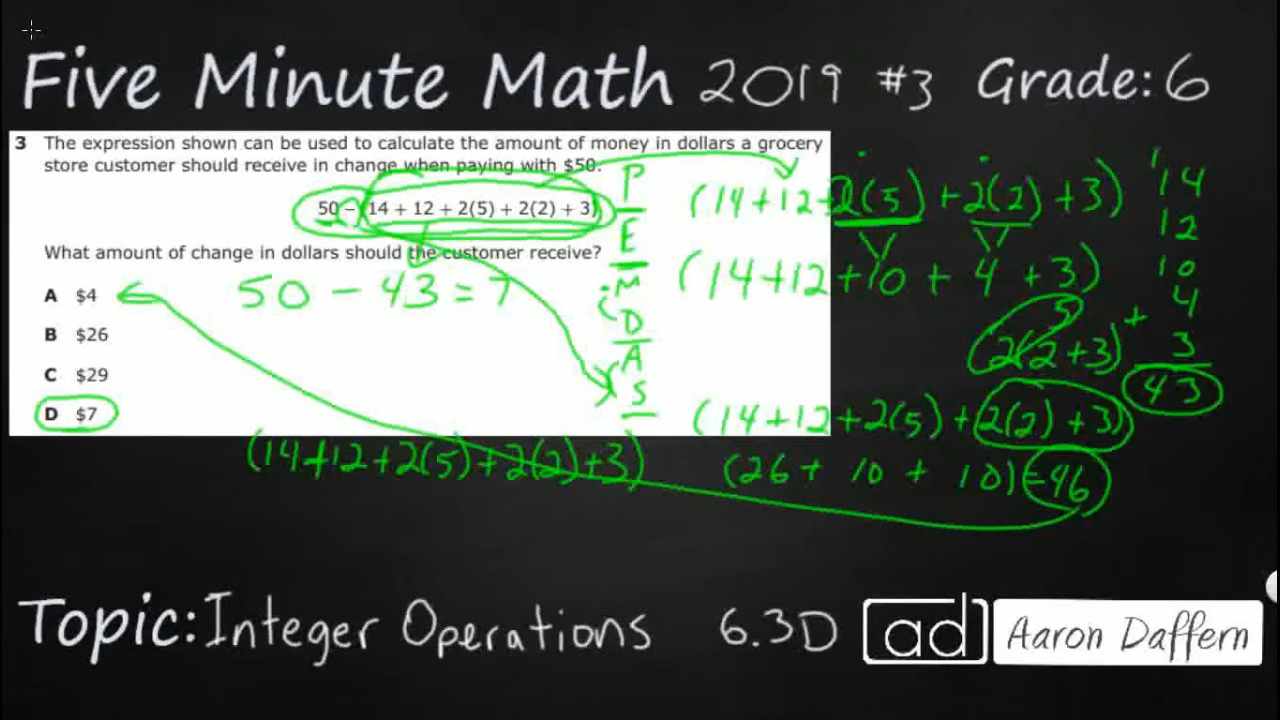 Five Minute Math 2019 #3 Grade: 6
3 The expression shown can be used to calculate the amount of money in dollars a grocery
store customer should receive in change when paying with $50.
50 − (14 + 12 + 2(5) + 2(2) + 3)
What amount of change in dollars should the customer receive?
A $4
B $26
C $29
D $7
50 - 43 = 7
P
E
M
D
A
S
(14+12+2(5)+2(2)+3)
(14+12+10+4+3)
5
2(2+3)
(14+12+2(5)+2(2)+3)
(26+10+10)=46
1
14
12
10
4
+ 3
43
(14+12+2(5)+2(2)+3)
Topic: Integer Operations 6.3D ad Aaron Daffern